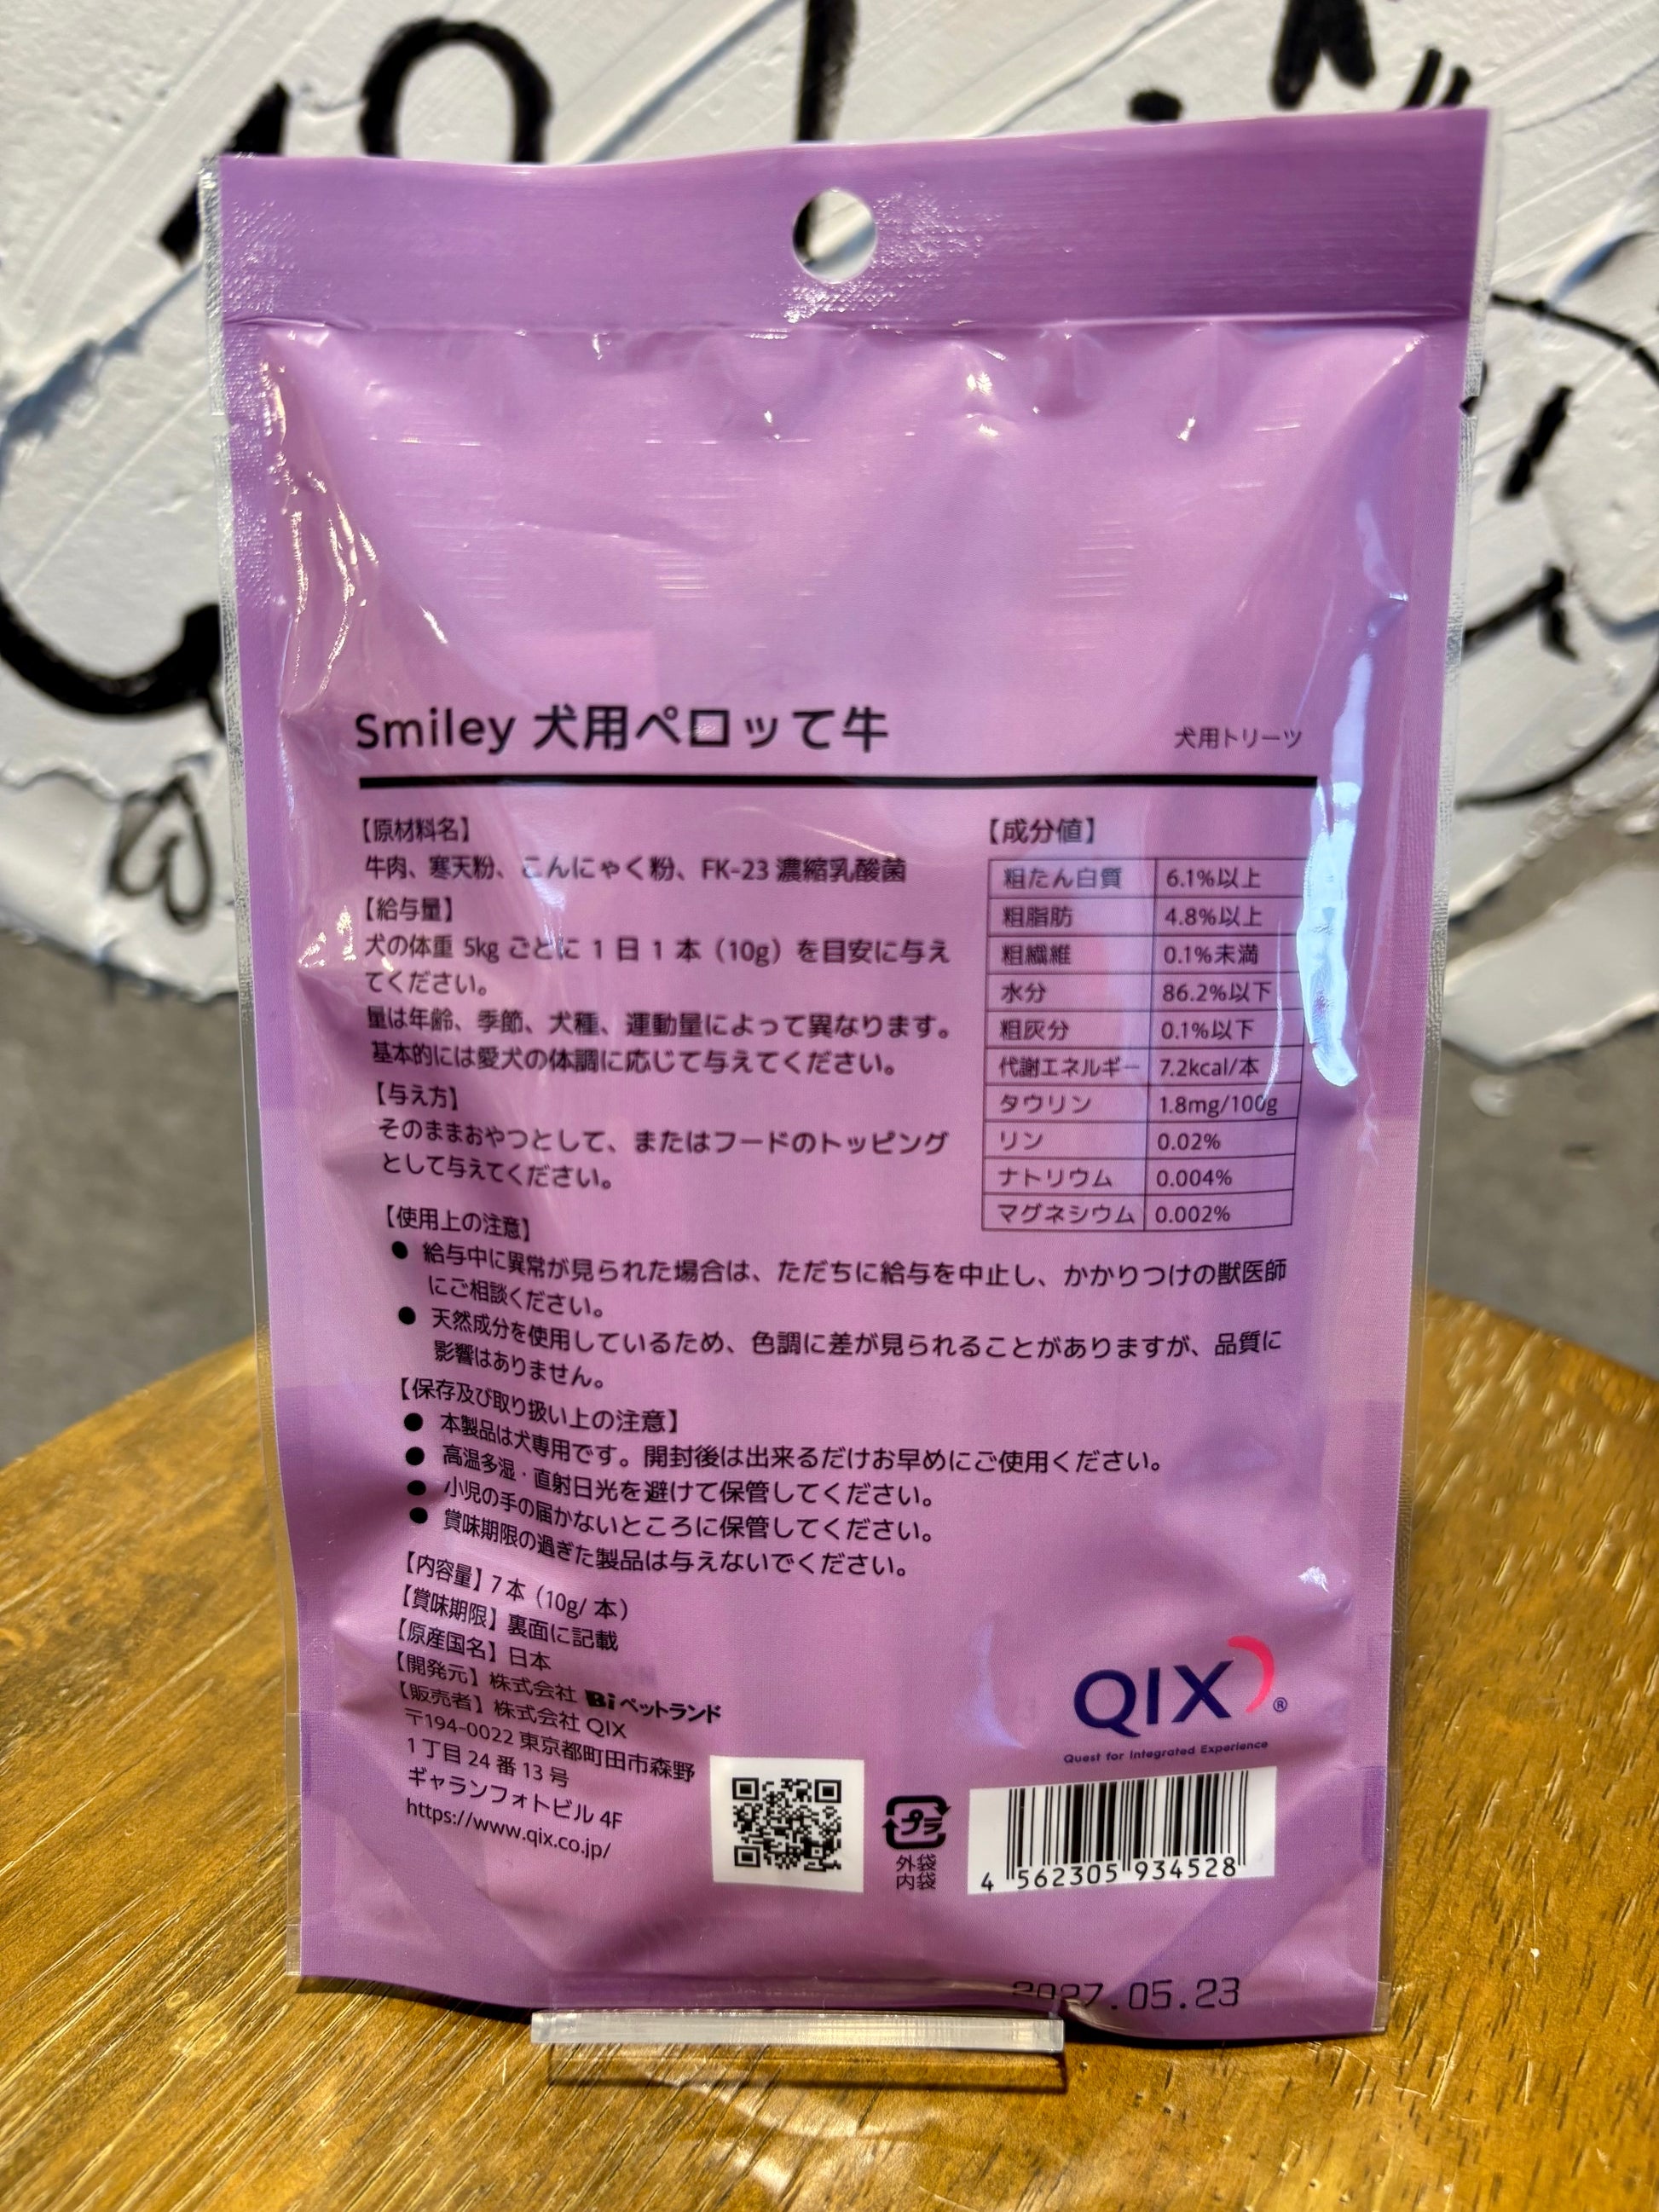 Smiley 犬用ペロッて牛
犬用トリーツ
【原材料名】
牛肉、寒天粉、こんにゃく粉、FK-23 濃縮乳酸菌
【給与量】
犬の体重 5kg ごとに 1 日 1 本（10g）を目安に与え
てください。
量は年齢、季節、犬種、運動量によって異なります。
基本的には愛犬の体調に応じて与えてください。
【与え方】
そのままおやつとして、またはフードのトッピング
として与えてください。
【成分値】
粗たん白質 6.1%以上
粗脂肪 4.8%以上
粗繊維 0.1%未満
水分 86.2%以下
粗灰分 0.1%以下
代謝エネルギー 7.2kcal/本
タウリン 1.8mg/100g
リン 0.02%
ナトリウム 0.004%
マグネシウム 0.002%
【使用上の注意】
● 給与中に異常が見られた場合は、ただちに給与を中止し、かかりつけの獣医師
にご相談ください。
● 天然成分を使用しているため、色調に差が見られることがありますが、品質に
影響はありません。
【保存及び取り扱い上の注意】
● 本製品は犬専用です。開封後は出来るだけお早めにご使用ください。
● 高温多湿・直射日光を避けて保管してください。
● 小児の手の届かないところに保管してください。
● 賞味期限の過ぎた製品は与えないでください。
【内容量】7 本（10g/ 本）
【賞味期限】裏面に記載
【原産国名】日本
【開発元】株式会社 Bi ペットランド
【販売者】株式会社 QIX
〒194-0022 東京都町田市森野
1 丁目 24 番 13 号
ギャランフォトビル 4F
https://www.qix.co.jp/
QIX®
Quest for Integrated Experience
プラ
外袋
内袋
4 562305 934528
2027.05.23